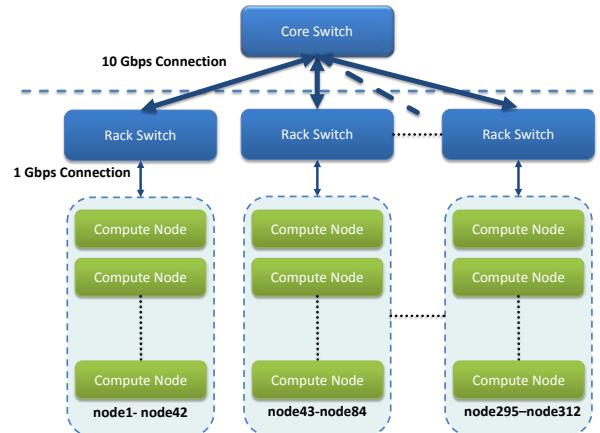 Core Switch
10 Gbps Connection
Rack Switch
Rack Switch
Rack Switch
1 Gbps Connection
Compute Node
Compute Node
Compute Node
Compute Node
Compute Node
Compute Node
Compute Node
Compute Node
Compute Node
node1- node42
node43-node84
node295–node312